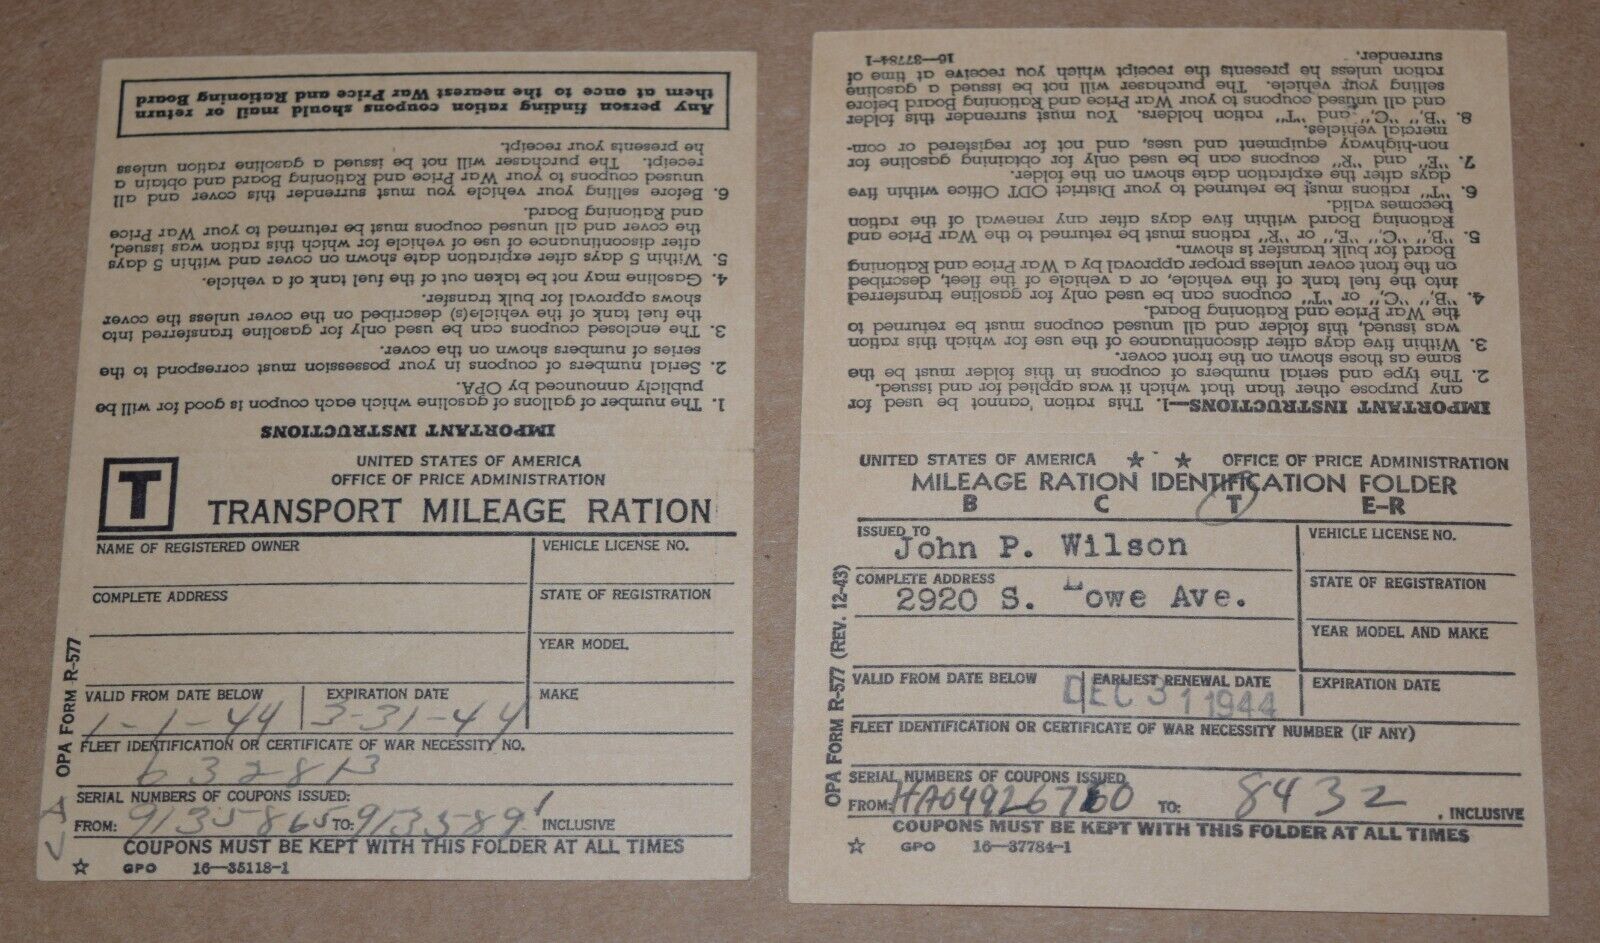 Any person finding ration coupons should mail or return
them at once to the nearest War Price and Rationing Board
IMPORTANT INSTRUCTIONS
1. The number of gallons of gasoline which each coupon is good for will be
publicly announced by OPA.
2. Serial numbers of coupons in your possession must correspond to the
series of numbers shown on the cover.
3. The enclosed coupons can be used only for gasoline transferred into
the fuel tank of the vehicle(s) described on the cover unless the cover
shows approval for bulk transfer.
4. Gasoline may not be taken out of the fuel tank of a vehicle.
5. Within 5 days after expiration date shown on cover and within 5 days
after discontinuance of use of vehicle for which this ration was issued,
the cover and all unused coupons must be returned to your War Price
and Rationing Board.
6. Before selling your vehicle you must surrender this cover and all
unused coupons to your War Price and Rationing Board and obtain a
receipt. The purchaser will not be issued a gasoline ration unless
he presents your receipt.
T
UNITED STATES OF AMERICA
OFFICE OF PRICE ADMINISTRATION
TRANSPORT MILEAGE RATION
NAME OF REGISTERED OWNER
VEHICLE LICENSE NO.
COMPLETE ADDRESS
STATE OF REGISTRATION
YEAR MODEL
VALID FROM DATE BELOW
EXPIRATION DATE
MAKE
1-1-44
3-31-44
FLEET IDENTIFICATION OR CERTIFICATE OF WAR NECESSITY NO.
SERIAL NUMBERS OF COUPONS ISSUED:
FROM: 9135865 TO: 9135891 INCLUSIVE
COUPONS MUST BE KEPT WITH THIS FOLDER AT ALL TIMES
☆ GPO 16—35118-1
OPA FORM R-577
IMPORTANT INSTRUCTIONS—1. This ration cannot be used for
any purpose other than that which it was applied for and issued.
2. The type and serial numbers of coupons in this folder must be the
same as those shown on the front cover.
3. Within five days after discontinuance of the use for which this ration
was issued, this folder and all unused coupons must be returned to
the War Price and Rationing Board.
4. "B," "C," or "T" coupons can be used only for gasoline transferred
into the fuel tank of the vehicle, or a vehicle of the fleet, described
on the front cover unless proper approval by a War Price and Rationing
Board for bulk transfer is shown.
5. "B," "C," "E," or "R" rations must be returned to the War Price and
Rationing Board within five days after any renewal of the ration
becomes valid.
6. "T" rations must be returned to your District ODT Office within five
days after the expiration date shown on the folder.
7. "E" and "R" coupons can be used only for obtaining gasoline for
non-highway equipment and uses, and not for registered or com-
mercial vehicles.
8. "B," "C," and "T" ration holders. You must surrender this folder
and all unused coupons to your War Price and Rationing Board before
selling your vehicle. The purchaser will not be issued a gasoline
ration unless he presents the receipt which you receive at time of
surrender.
16—37784-1
UNITED STATES OF AMERICA ★ ★ OFFICE OF PRICE ADMINISTRATION
MILEAGE RATION IDENTIFICATION FOLDER
B C T E-R
ISSUED TO
John P. Wilson
VEHICLE LICENSE NO.
COMPLETE ADDRESS
2920 S. Lowe Ave.
STATE OF REGISTRATION
YEAR MODEL AND MAKE
VALID FROM DATE BELOW
EARLIEST RENEWAL DATE
EXPIRATION DATE
DEC 31 1944
FLEET IDENTIFICATION OR CERTIFICATE OF WAR NECESSITY NUMBER (IF ANY)
SERIAL NUMBERS OF COUPONS ISSUED
FROM: TO: 8432, INCLUSIVE
COUPONS MUST BE KEPT WITH THIS FOLDER AT ALL TIMES
☆ GPO 16—37784-1
OPA FORM R-577 (REV. 12-43)